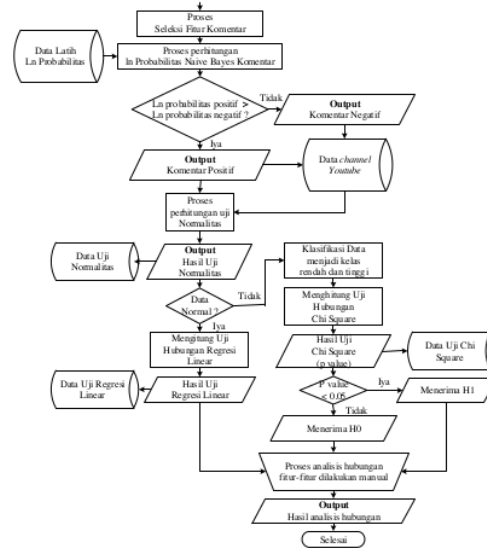 Proses
Seleksi Fitur Komentar
Data Latih
Ln Probabilitas
Proses perhitungan
ln Probabilitas Naive Bayes Komentar
Ln probabilitas positif >
Ln probabilitas negatif ?
Tidak
Output
Komentar Negatif
Iya
Output
Komentar Positif
Data channel
Youtube
Proses
perhitungan uji
Normalitas
Data Uji
Normalitas
Output
Hasil Uji
Normalitas
Klasifikasi Data
menjadi kelas
rendah dan tinggi
Data
Normal ?
Tidak
Menghitung Uji
Hubungan
Chi Square
Iya
Mengitung Uji
Hubungan Regresi
Linear
Hasil Uji
Chi Square
(p value)
Data Uji Chi
Square
Data Uji Regresi
Linear
Hasil Uji
Regresi Linear
P value
< 0.05
Iya
Menerima H1
Tidak
Menerima H0
Proses analisis hubungan
fitur-fitur dilakukan manual
Output
Hasil analisis hubungan
Selesai